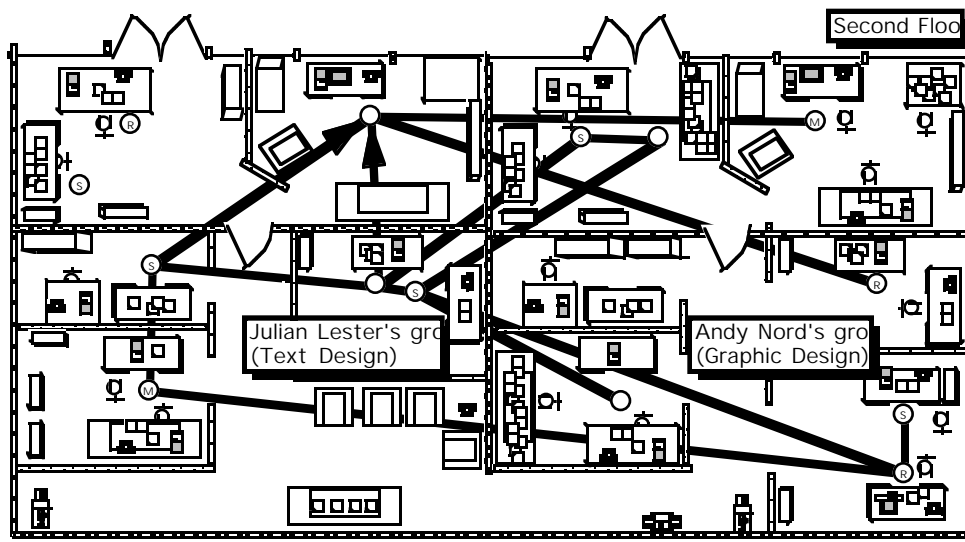 Second Floo
R
M
S
S
S
R
S
Julian Lester's gro
(Text Design)
Andy Nord's gro
(Graphic Design)
M
S
R